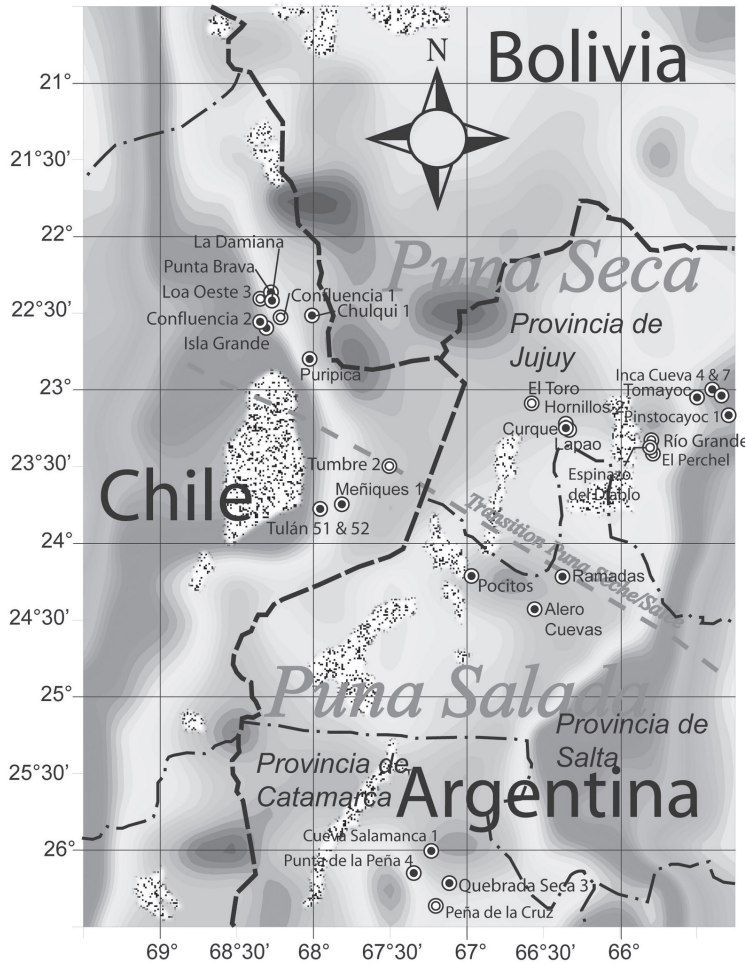 Bolivia
N
21°
21°30'
22°
La Damiana
Punta Brava
Puna Seca
Loa Oeste 3
Confluencia 1
22°30'
Chulqui 1
Confluencia 2
Provincia de
Jujuy
Isla Grande
Puripica
23°
Inca Cueva 4 & 7
El Toro
Tomayoc
Hornillos 2
Pinstocayoc 1
Curque
Lapao
Río Grande
El Perchel
23°30'
Tumbre 2
Espinazo
del Diablo
Chile
Meñiques 1
Tulán 51 & 52
Transition Puna Sèche/Salée
24°
Pocitos
Ramadas
24°30'
Alero
Cuevas
Puna Salada
25°
Provincia de
Salta
25°30'
Provincia de
Catamarca
Argentina
Cueva Salamanca 1
26°
Punta de la Peña 4
Quebrada Seca 3
Peña de la Cruz
69° 68°30' 68° 67°30' 67° 66°30' 66°